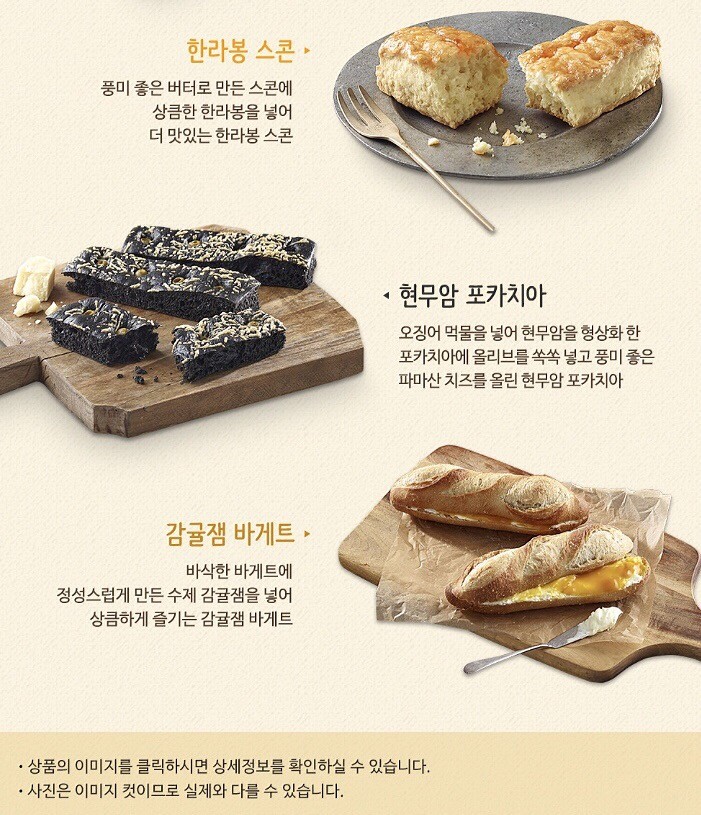 한라봉 스콘
풍미 좋은 버터로 만든 스콘에
상큼한 한라봉을 넣어
더 맛있는 한라봉 스콘
현무암 포카치아
오징어 먹물을 넣어 현무암을 형상화 한
포카치아에 올리브를 쏙쏙 넣고 풍미 좋은
파마산 치즈를 올린 현무암 포카치아
감귤잼 바게트
바삭한 바게트에
정성스럽게 만든 수제 감귤잼을 넣어
상큼하게 즐기는 감귤잼 바게트
• 상품의 이미지를 클릭하시면 상세정보를 확인하실 수 있습니다.
• 사진은 이미지 컷이므로 실제와 다를 수 있습니다.